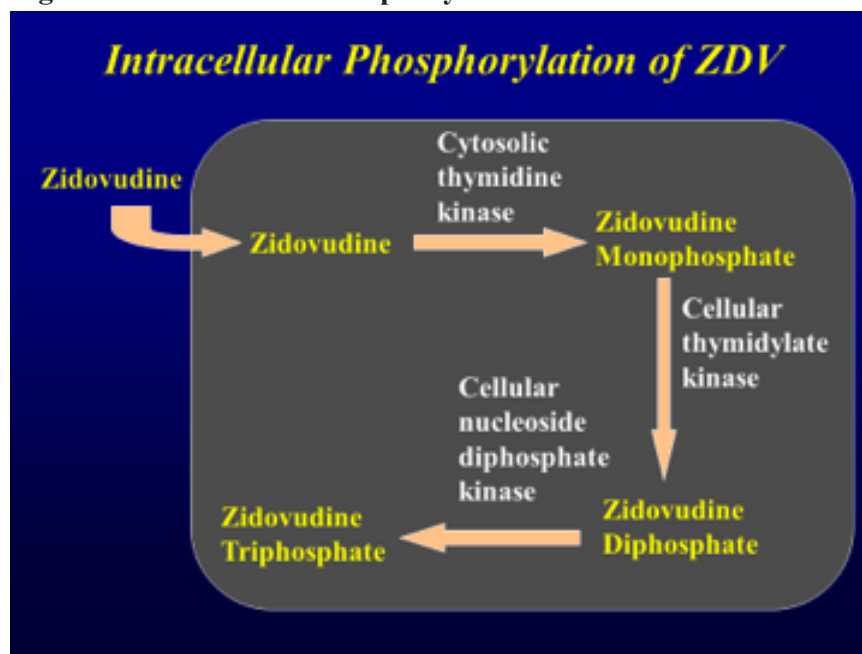 Intracellular Phosphorylation of ZDV
Zidovudine
Zidovudine
Cytosolic
thymidine
kinase
Zidovudine
Monophosphate
Cellular
thymidylate
kinase
Zidovudine
Diphosphate
Cellular
nucleoside
diphosphate
kinase
Zidovudine
Triphosphate